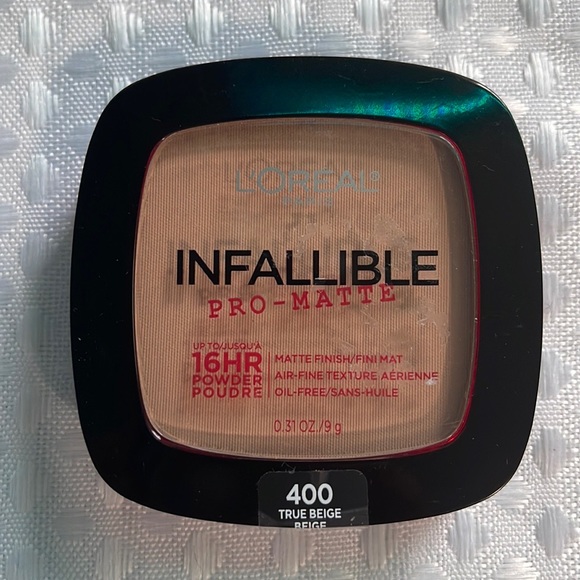 L'ORÉAL
PARIS
INFALLIBLE
PRO-MATTE
UP TO/JUSQU'À
16HR
POWDER
POUDRE
MATTE FINISH/FINI MAT
AIR-FINE TEXTURE AÉRIENNE
OIL-FREE/SANS-HUILE
0.31 OZ./9 g
400
TRUE BEIGE
BEIGE